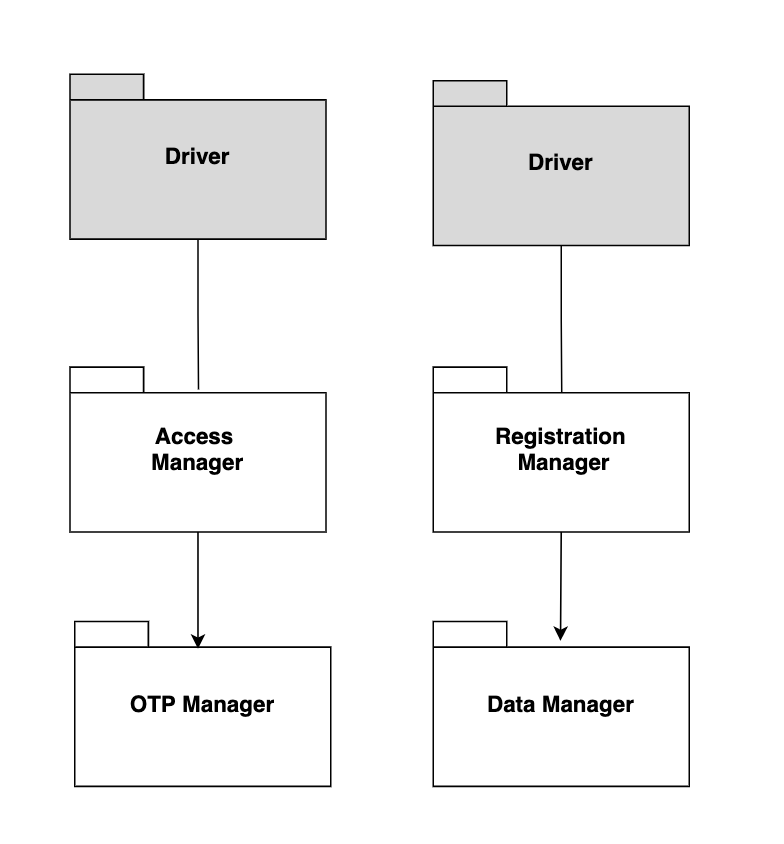 Driver
Driver
Access
Manager
Registration
Manager
OTP Manager
Data Manager